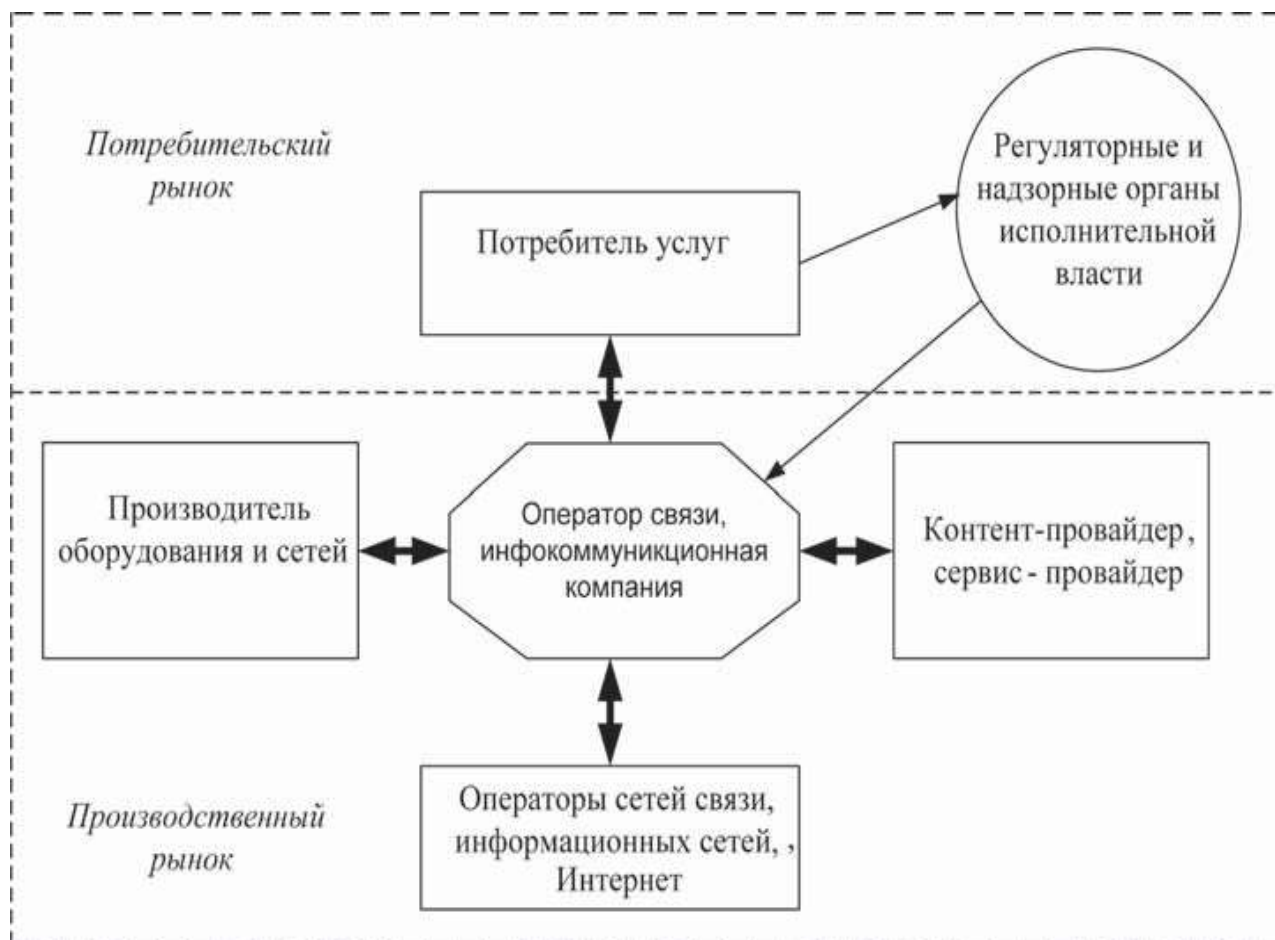 Потребительский
рынок
Регуляторные и
надзорные органы
исполнительной
власти
Потребитель услуг
Производитель
оборудования и сетей
Оператор связи,
инфокоммуникционная
компания
Контент-провайдер,
сервис - провайдер
Производственный
рынок
Операторы сетей связи,
информационных сетей, ,
Интернет